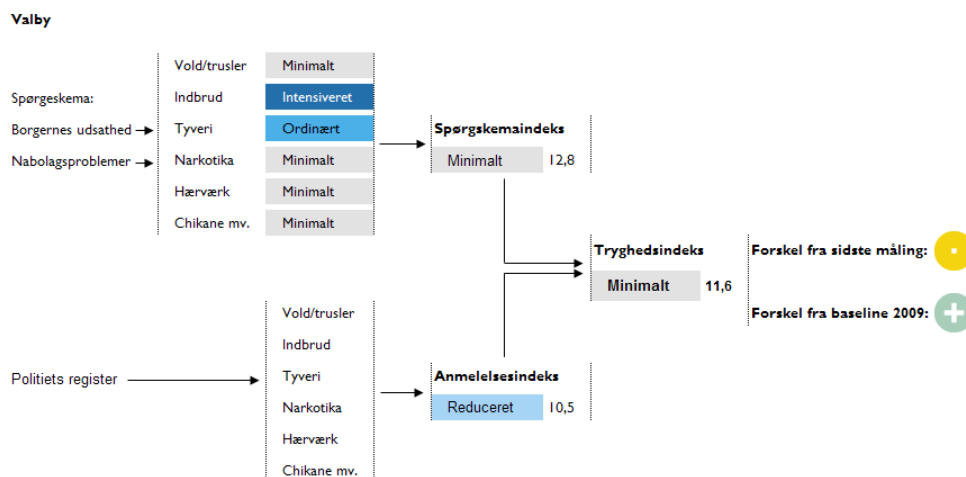 Valby
Spørgeskema:
Borgernes udsathed
Nabolagsproblemer
Vold/trusler Minimalt
Indbrud Intensiveret
Tyveri Ordinært
Narkotika Minimalt
Hærværk Minimalt
Chikane mv. Minimalt
Spørgskemaindeks
Minimalt 12,8
Tryghedsindeks
Minimalt 11,6
Forskel fra sidste måling:
Forskel fra baseline 2009:
Politiets register
Vold/trusler
Indbrud
Tyveri
Narkotika
Hærværk
Chikane mv.
Anmelelsesindeks
Reduceret 10,5